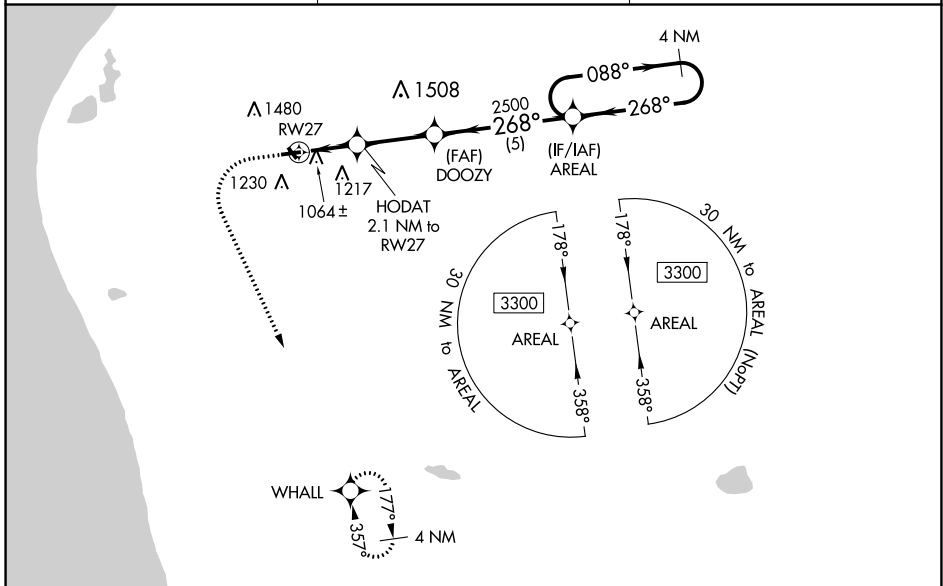 4 NM
088°
1508
1480
2500
268°
268°
RW27
(5)
(IF/IAF)
AREAL
(FAF)
DOOZY
1230
1217
1064±
HODAT
2.1 NM to
RW27
178°
178°
30 NM to AREAL (NoPT)
3300
3300
30 NM to AREAL
AREAL
AREAL
358°
358°
WHALL
177°
357°
4 NM